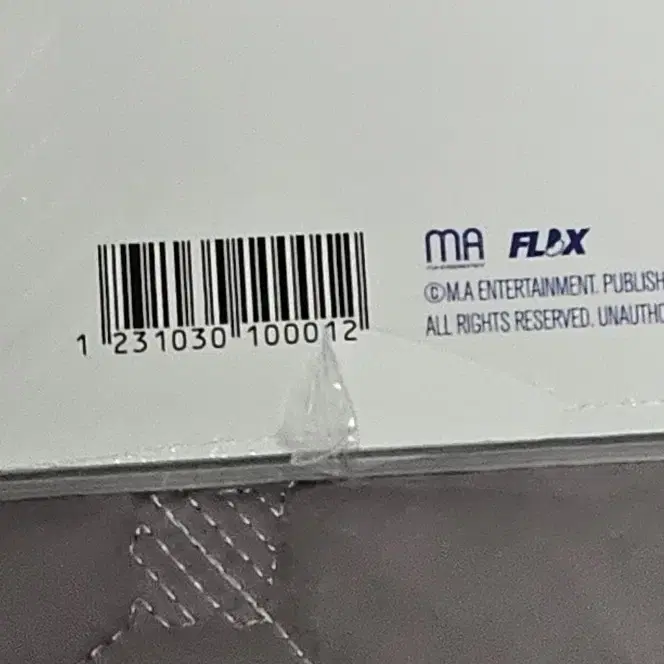 1 231030 100012
MA FLEX
©M.A ENTERTAINMENT. PUBLISH
ALL RIGHTS RESERVED. UNAUTHO